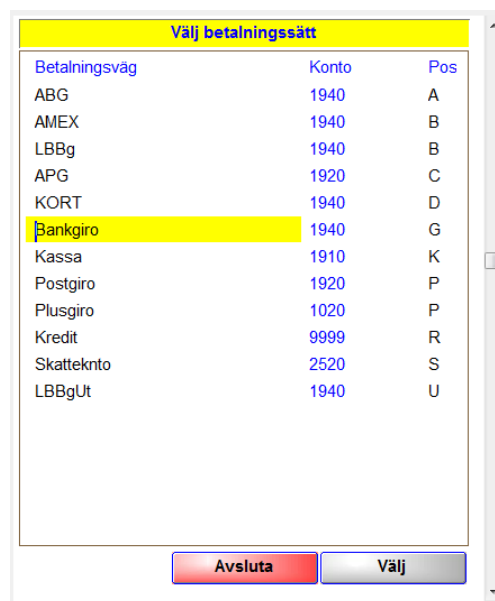 Välj betalningssätt
Betalningsväg Konto Pos
ABG 1940 A
AMEX 1940 B
LBBg 1940 B
APG 1920 C
KORT 1940 D
Bankgiro 1940 G
Kassa 1910 K
Postgiro 1920 P
Plusgiro 1020 P
Kredit 9999 R
Skatteknto 2520 S
LBBgUt 1940 U
Avsluta Välj